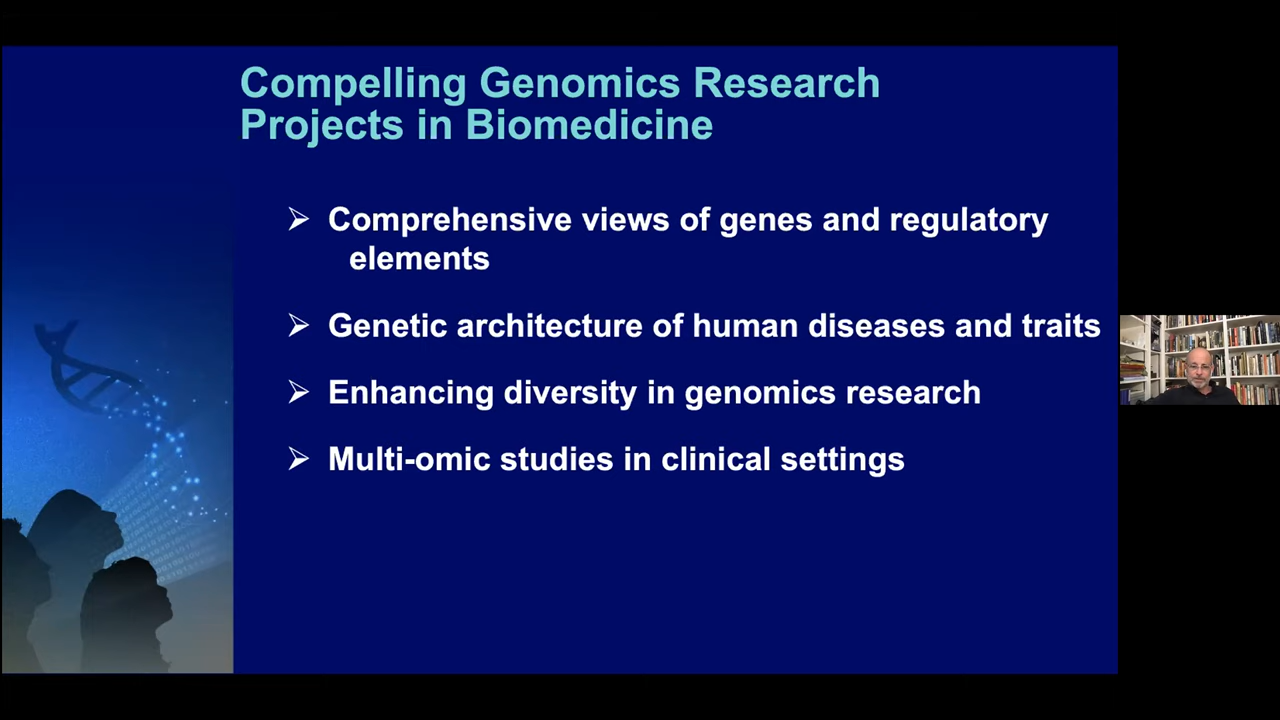 Compelling Genomics Research
Projects in Biomedicine
➢ Comprehensive views of genes and regulatory
elements
➢ Genetic architecture of human diseases and traits
➢ Enhancing diversity in genomics research
➢ Multi-omic studies in clinical settings